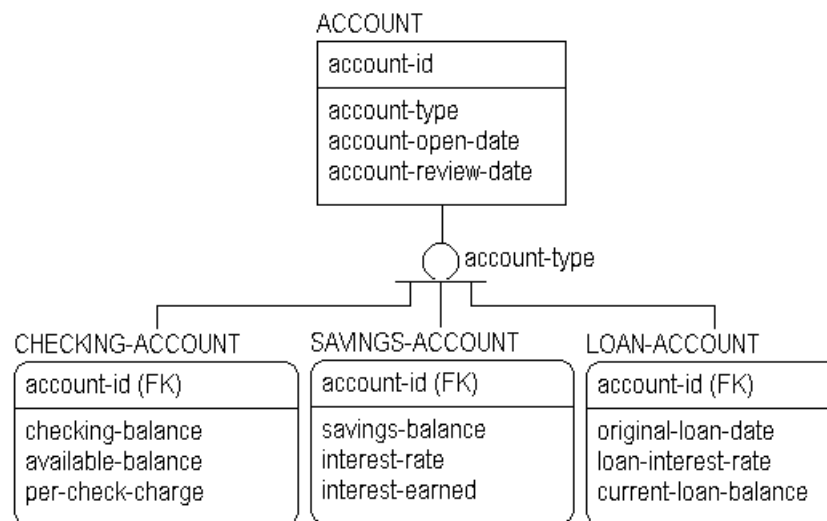 ACCOUNT
account-id
account-type
account-open-date
account-review-date
account-type
CHECKING-ACCOUNT
account-id (FK)
checking-balance
available-balance
per-check-charge
SAVINGS-ACCOUNT
account-id (FK)
savings-balance
interest-rate
interest-earned
LOAN-ACCOUNT
account-id (FK)
original-loan-date
loan-interest-rate
current-loan-balance